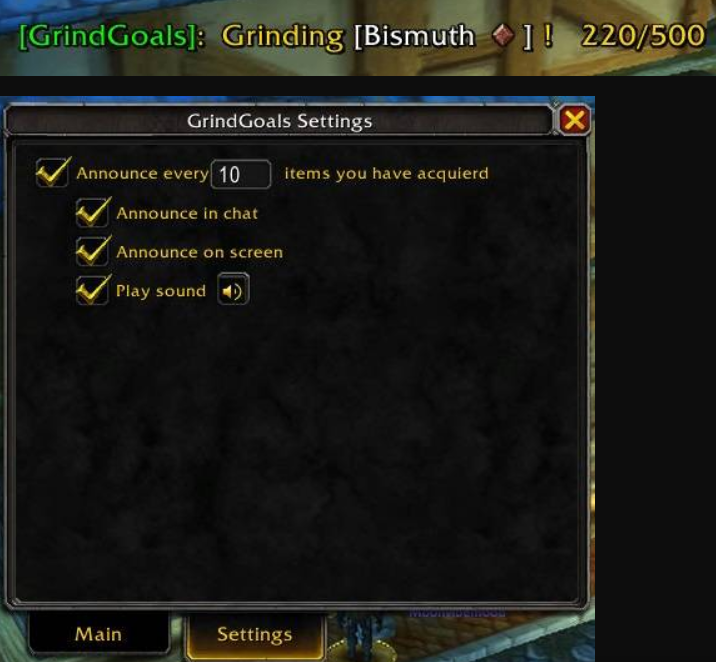 [GrindGoals]: Grinding [Bismuth ] ! 220/500
GrindGoals Settings
Announce every 10 items you have acquierd
Announce in chat
Announce on screen
Play sound
Main
Settings